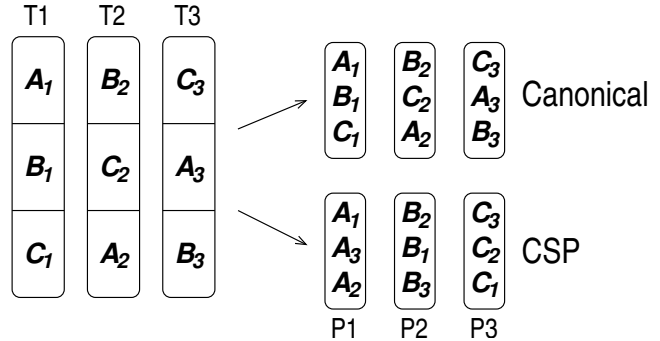 T1 T2 T3
A1 B2 C3
B1 C2 A3
C1 A2 B3
A1 B2 C3
B1 C2 A3
C1 A2 B3
Canonical
A1 B2 C3
A3 B1 C2
A2 B3 C1
CSP
P1 P2 P3